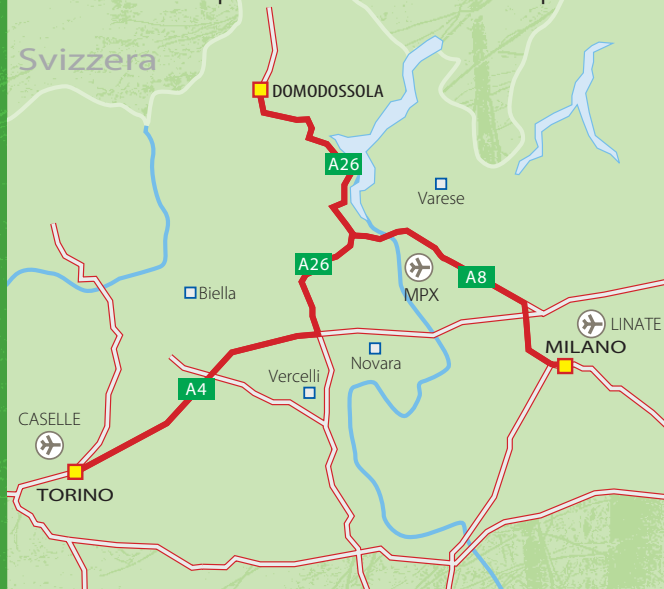 Svizzera
DOMODOSSOLA
A26
Varese
A26
MPX
A8
Biella
LINATE
MILANO
Novara
Vercelli
A4
CASELLE
TORINO